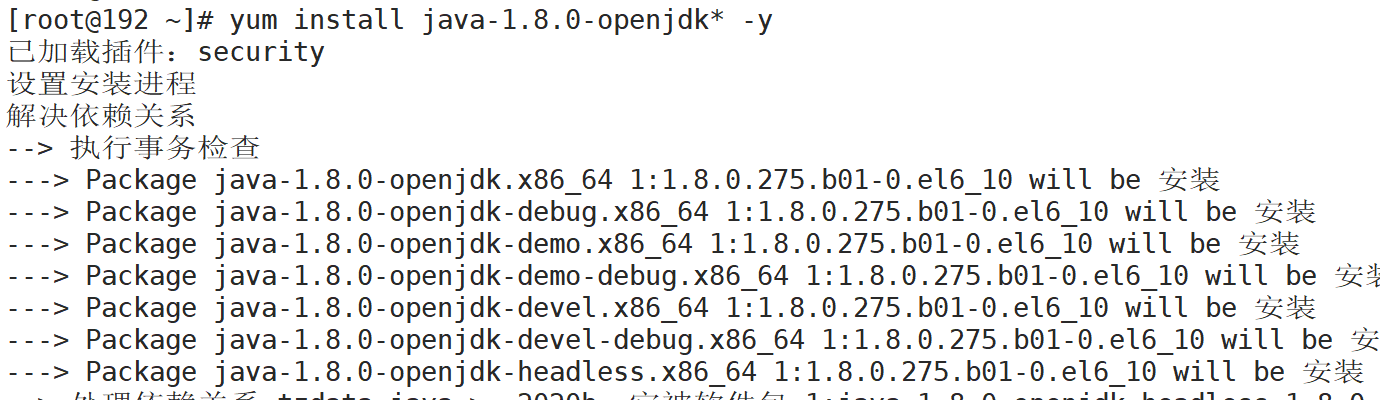 [root@192 ~]# yum install java-1.8.0-openjdk* -y
已加载插件：security
设置安装进程
解决依赖关系
--> 执行事务检查
---> Package java-1.8.0-openjdk.x86_64 1:1.8.0.275.b01-0.el6_10 will be 安装
---> Package java-1.8.0-openjdk-debug.x86_64 1:1.8.0.275.b01-0.el6_10 will be 安装
---> Package java-1.8.0-openjdk-demo.x86_64 1:1.8.0.275.b01-0.el6_10 will be 安装
---> Package java-1.8.0-openjdk-demo-debug.x86_64 1:1.8.0.275.b01-0.el6_10 will be 安装
---> Package java-1.8.0-openjdk-devel.x86_64 1:1.8.0.275.b01-0.el6_10 will be 安装
---> Package java-1.8.0-openjdk-devel-debug.x86_64 1:1.8.0.275.b01-0.el6_10 will be 安
---> Package java-1.8.0-openjdk-headless.x86_64 1:1.8.0.275.b01-0.el6_10 will be 安装